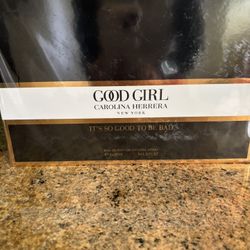 GOOD GIRL
CAROLINA HERRERA
NEW YORK
IT'S SO GOOD TO BE BAD